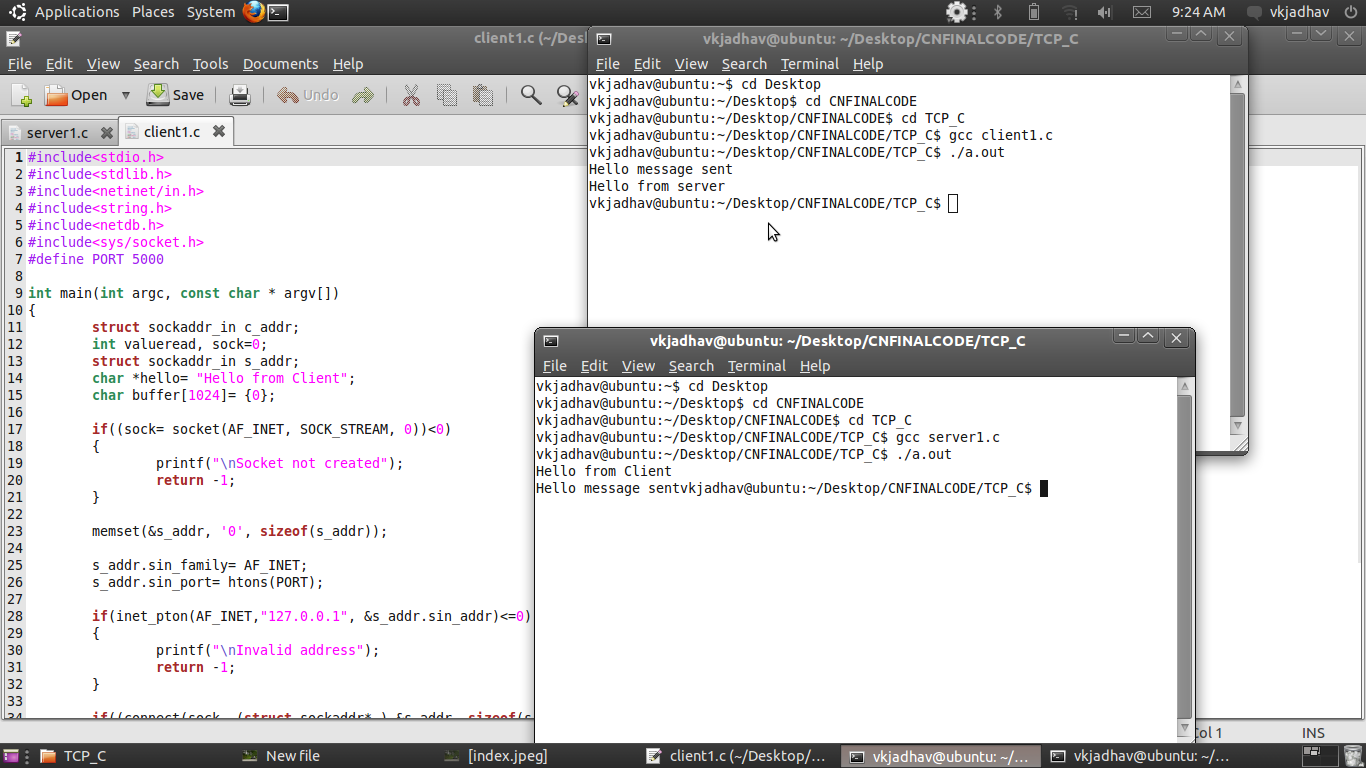 Applications Places System 9:24 AM vkjadhav
client1.c (~/Des
File Edit View Search Tools Documents Help
Open Save Undo
server1.c client1.c
1 #include<stdio.h>
2 #include<stdlib.h>
3 #include<netinet/in.h>
4 #include<string.h>
5 #include<netdb.h>
6 #include<sys/socket.h>
7 #define PORT 5000
8
9 int main(int argc, const char * argv[])
10 {
11 struct sockaddr_in c_addr;
12 int valueread, sock=0;
13 struct sockaddr_in s_addr;
14 char *hello= "Hello from Client";
15 char buffer[1024]= {0};
16
17 if((sock= socket(AF_INET, SOCK_STREAM, 0))<0)
18 {
19 printf("\nSocket not created");
20 return -1;
21 }
22
23 memset(&s_addr, '0', sizeof(s_addr));
24
25 s_addr.sin_family= AF_INET;
26 s_addr.sin_port= htons(PORT);
27
28 if(inet_pton(AF_INET,"127.0.0.1", &s_addr.sin_addr)<=0)
29 {
30 printf("\nInvalid address");
31 return -1;
32 }
33
34 if((connect(sock, (struct sockaddr* ) &s_addr, sizeof(s
vkjadhav@ubuntu: ~/Desktop/CNFINALCODE/TCP_C
File Edit View Search Terminal Help
vkjadhav@ubuntu:~$ cd Desktop
vkjadhav@ubuntu:~/Desktop$ cd CNFINALCODE
vkjadhav@ubuntu:~/Desktop/CNFINALCODE$ cd TCP_C
vkjadhav@ubuntu:~/Desktop/CNFINALCODE/TCP_C$ gcc client1.c
vkjadhav@ubuntu:~/Desktop/CNFINALCODE/TCP_C$ ./a.out
Hello message sent
Hello from server
vkjadhav@ubuntu:~/Desktop/CNFINALCODE/TCP_C$
vkjadhav@ubuntu: ~/Desktop/CNFINALCODE/TCP_C
File Edit View Search Terminal Help
vkjadhav@ubuntu:~$ cd Desktop
vkjadhav@ubuntu:~/Desktop$ cd CNFINALCODE
vkjadhav@ubuntu:~/Desktop/CNFINALCODE$ cd TCP_C
vkjadhav@ubuntu:~/Desktop/CNFINALCODE/TCP_C$ gcc server1.c
vkjadhav@ubuntu:~/Desktop/CNFINALCODE/TCP_C$ ./a.out
Hello from Client
Hello message sentvkjadhav@ubuntu:~/Desktop/CNFINALCODE/TCP_C$
Col 1 INS
TCP_C New file [index.jpeg] client1.c (~/Desktop/... vkjadhav@ubuntu: ~/... vkjadhav@ubuntu: ~/...